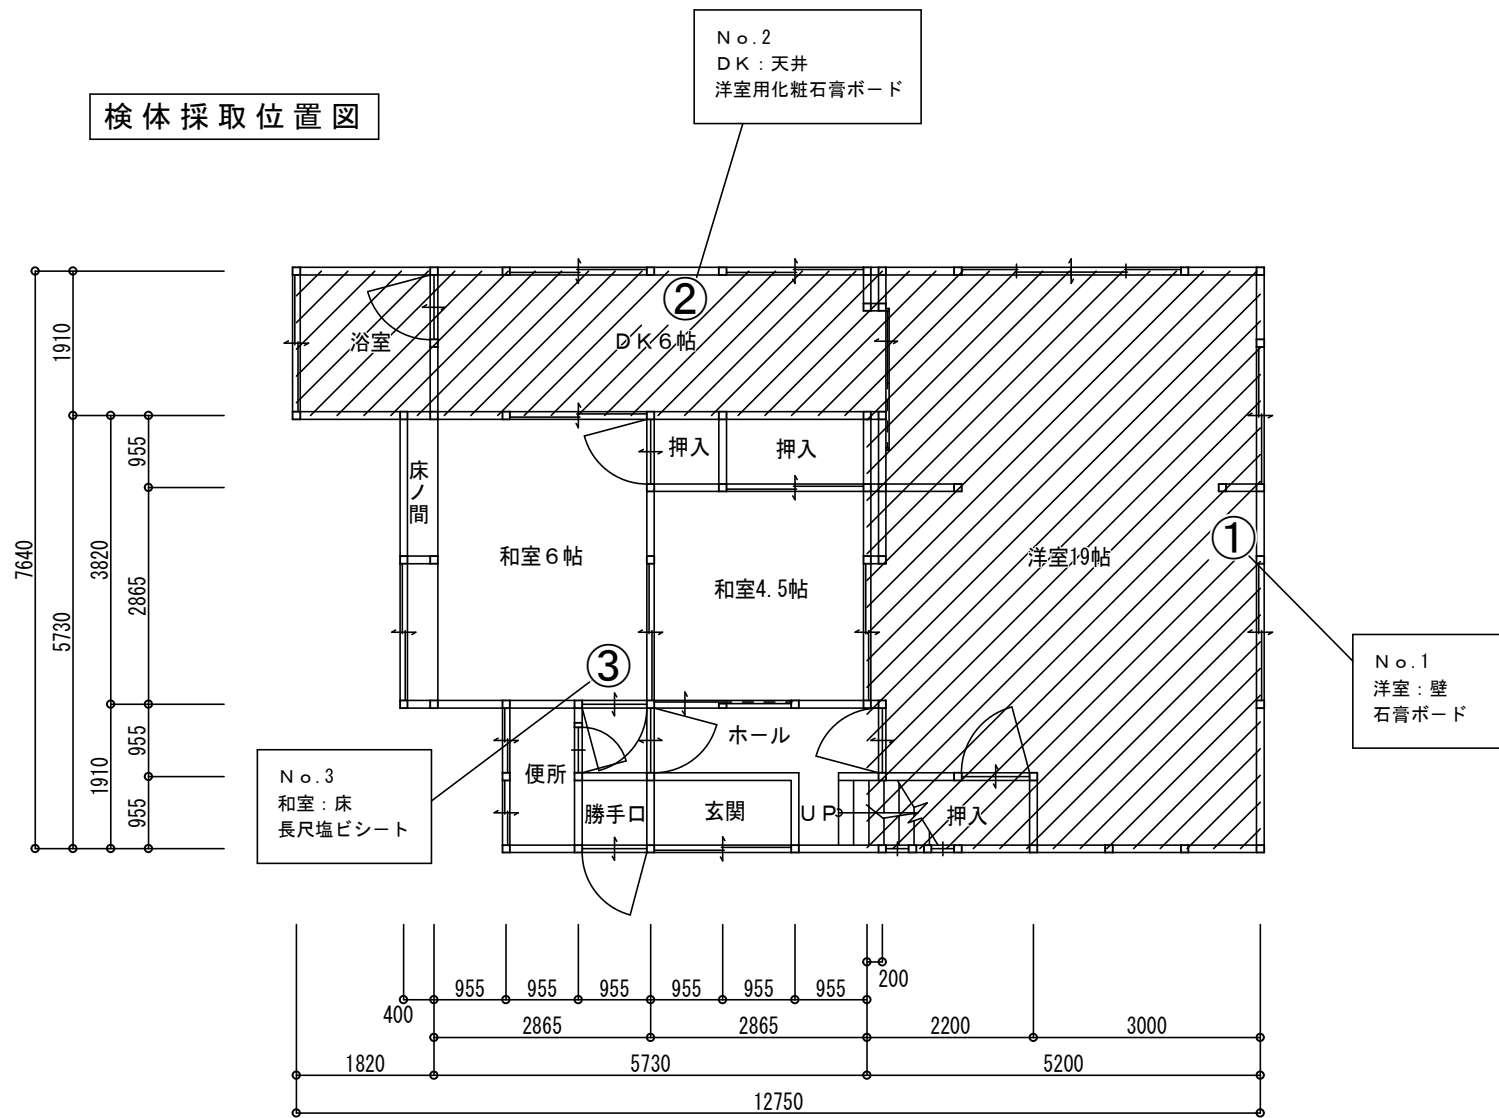 検体採取位置図
No.2
DK：天井
洋室用化粧石膏ボード
②
浴室
DK6帖
押入
押入
床ノ間
和室6帖
和室4.5帖
洋室19帖
①
No.1
洋室：壁
石膏ボード
③
No.3
和室：床
長尺塩ビシート
ホール
便所
勝手口
玄関
UP
押入
7640
1910
5730
3820
1910
955
2865
955
955
200
400
955
955
955
955
955
955
2865
2865
2200
3000
1820
5730
5200
12750